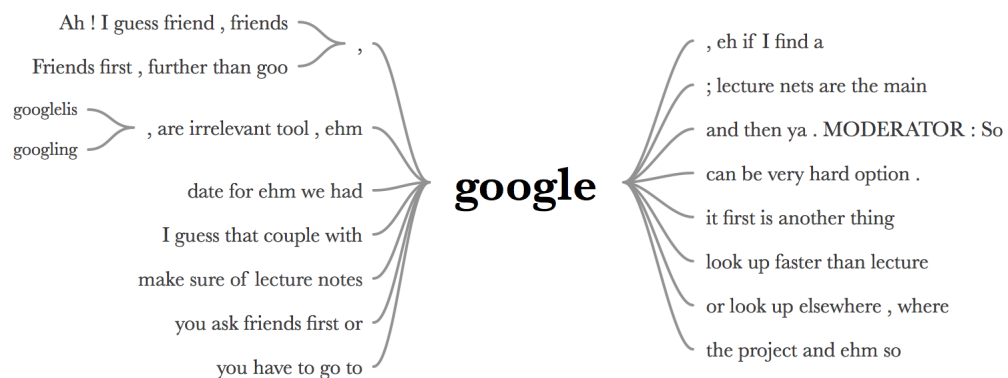 Ah ! I guess friend , friends
Friends first , further than goo
,
googlelis
googling
, are irrelevant tool , ehm
date for ehm we had
I guess that couple with
make sure of lecture notes
you ask friends first or
you have to go to
google
, eh if I find a
; lecture nets are the main
and then ya . MODERATOR : So
can be very hard option .
it first is another thing
look up faster than lecture
or look up elsewhere , where
the project and ehm so